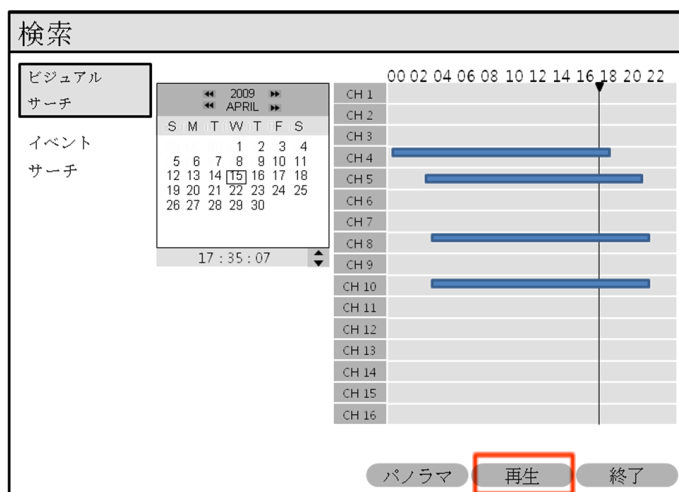 検索
ビジュアル
サーチ
イベント
サーチ
2009
APRIL
S M T W T F S
1 2 3 4
5 6 7 8 9 10 11
12 13 14 15 16 17 18
19 20 21 22 23 24 25
26 27 28 29 30
17 : 35 : 07
00 02 04 06 08 10 12 14 16 18 20 22
CH 1
CH 2
CH 3
CH 4
CH 5
CH 6
CH 7
CH 8
CH 9
CH 10
CH 11
CH 12
CH 13
CH 14
CH 15
CH 16
パノラマ 再生 終了